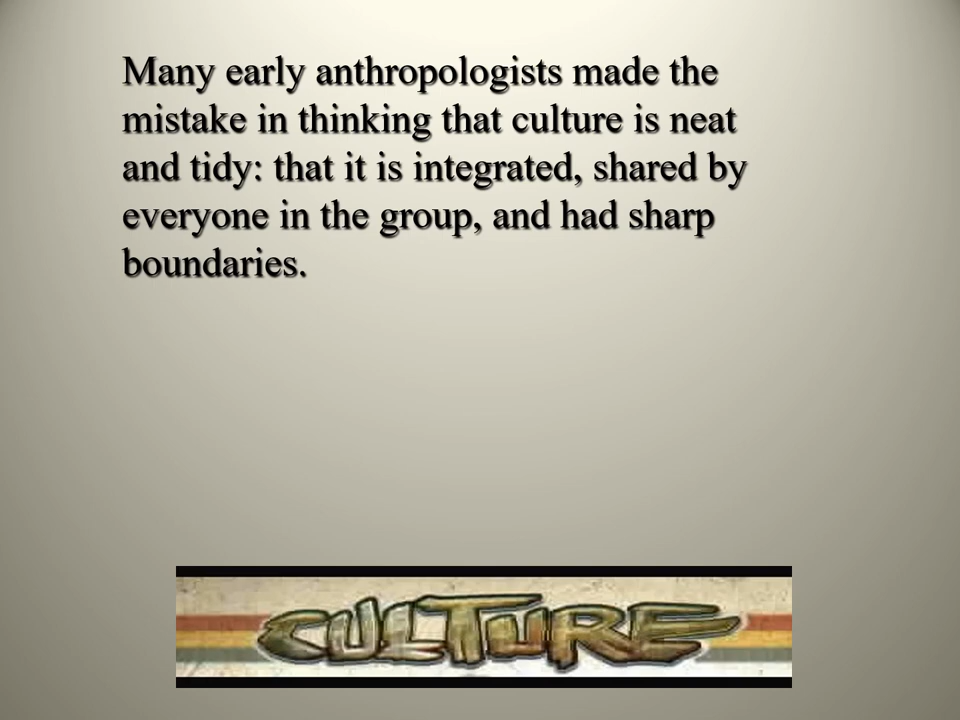 Many early anthropologists made the
mistake in thinking that culture is neat
and tidy: that it is integrated, shared by
everyone in the group, and had sharp
boundaries.
CULTURE